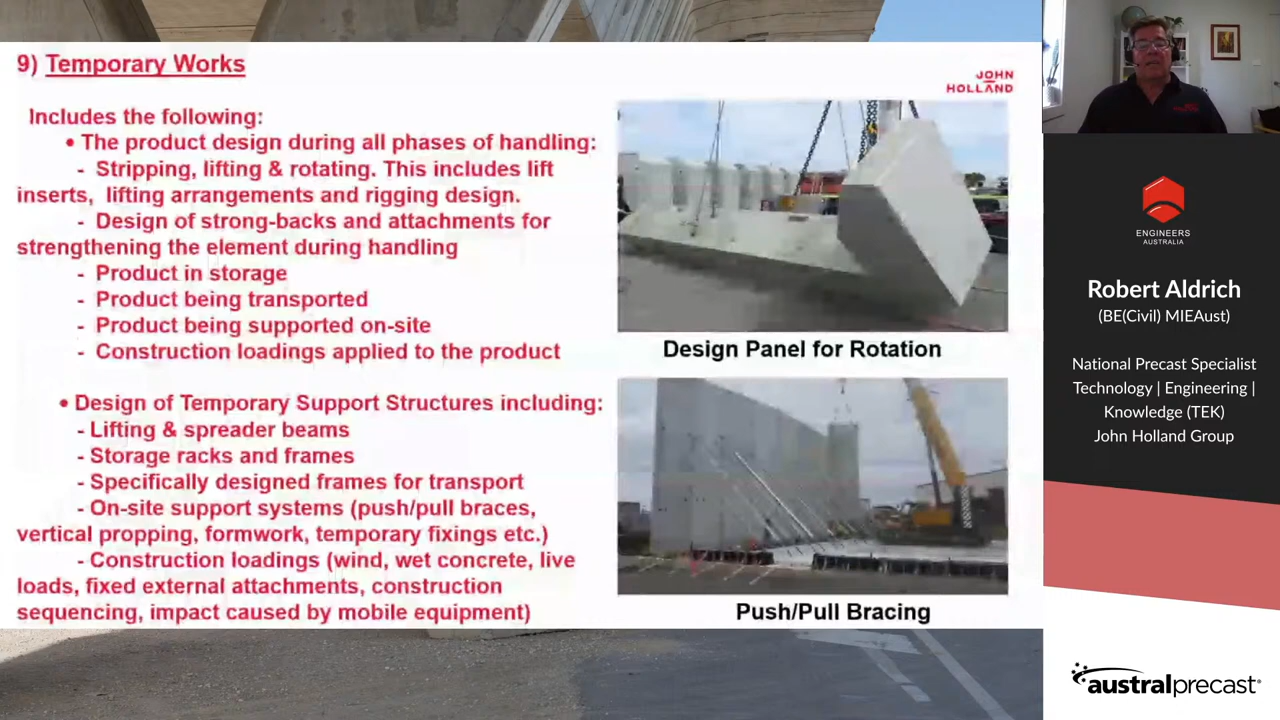 9) Temporary Works
JOHN
HOLLAND
Includes the following:
• The product design during all phases of handling:
- Stripping, lifting & rotating. This includes lift
inserts, lifting arrangements and rigging design.
- Design of strong-backs and attachments for
strengthening the element during handling
- Product in storage
- Product being transported
- Product being supported on-site
- Construction loadings applied to the product
• Design of Temporary Support Structures including:
- Lifting & spreader beams
- Storage racks and frames
- Specifically designed frames for transport
- On-site support systems (push/pull braces,
vertical propping, formwork, temporary fixings etc.)
- Construction loadings (wind, wet concrete, live
loads, fixed external attachments, construction
sequencing, impact caused by mobile equipment)
Design Panel for Rotation
Push/Pull Bracing
ENGINEERS
AUSTRALIA
Robert Aldrich
(BE(Civil) MIEAust)
National Precast Specialist
Technology | Engineering |
Knowledge (TEK)
John Holland Group
australprecast®